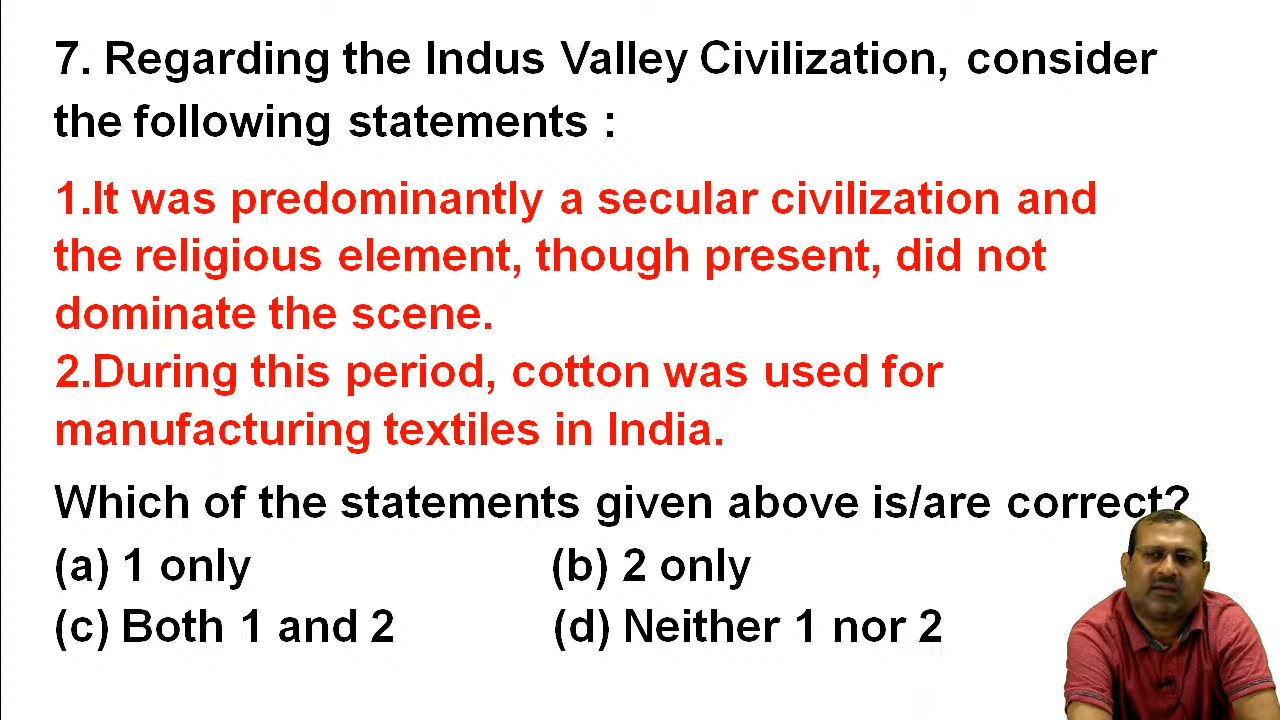 7. Regarding the Indus Valley Civilization, consider
the following statements :
1.It was predominantly a secular civilization and
the religious element, though present, did not
dominate the scene.
2.During this period, cotton was used for
manufacturing textiles in India.
Which of the statements given above is/are correct?
(a) 1 only (b) 2 only
(c) Both 1 and 2 (d) Neither 1 nor 2